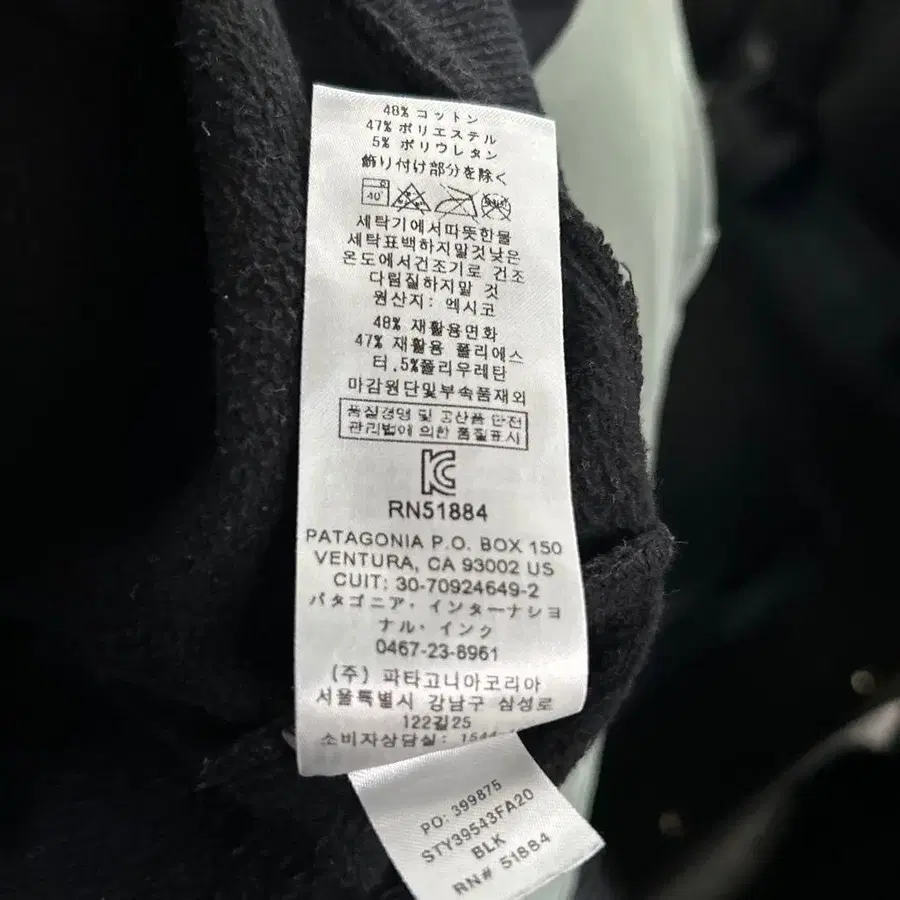 48% コットン
47% ポリエステル
5% ポリウレタン
飾り付け部分を除く
40°
세탁기에서따뜻한물
세탁표백하지말것낮은
온도에서건조기로 건조
다림질하지말 것
원산지: 엑시코
48% 재활용면화
47% 재활용 폴리에스
터,5%폴리우레탄
마감원단및부속품재외
품질경영 및 공산품 안전
관리법에 의한 품질표시
RN51884
PATAGONIA P.O. BOX 150
VENTURA, CA 93002 US
CUIT: 30-70924649-2
パタゴニア・インターナショ
ナル・インク
0467-23-8961
(주) 파타고니아코리아
서울특별시 강남구 삼성로
122길25
소비자상담실: 1544
PO: 399875
STY39543FA20
BLK
RN# 51884